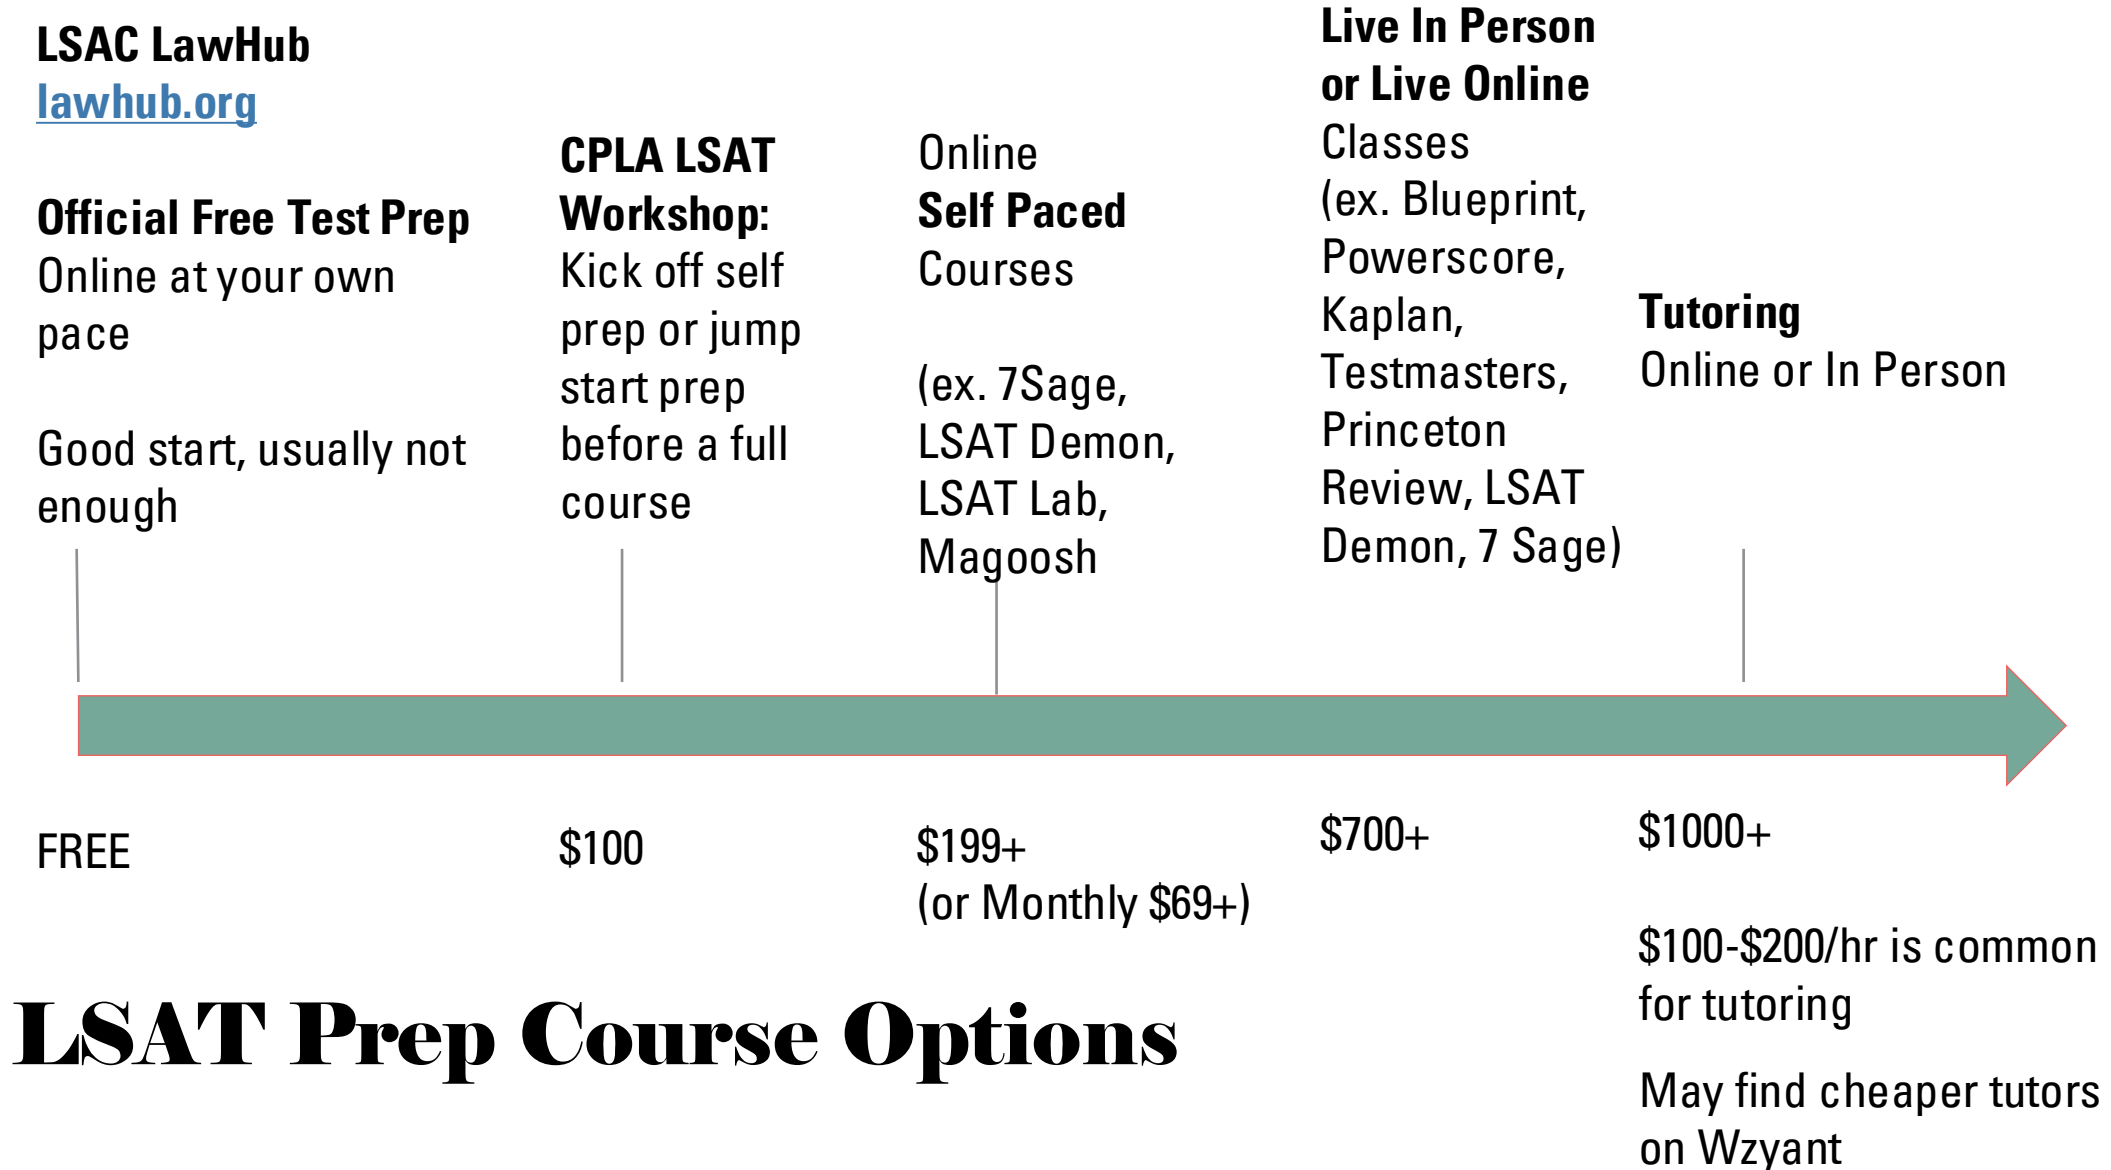 LSAC LawHub
lawhub.org
Official Free Test Prep
Online at your own
pace
Good start, usually not
enough
CPLA LSAT
Workshop:
Kick off self
prep or jump
start prep
before a full
course
Online
Self Paced
Courses
(ex. 7Sage,
LSAT Demon,
LSAT Lab,
Magoosh
Live In Person
or Live Online
Classes
(ex. Blueprint,
Powerscore,
Kaplan,
Testmasters,
Princeton
Review, LSAT
Demon, 7 Sage)
Tutoring
Online or In Person
FREE
$100
$199+
(or Monthly $69+)
$700+
$1000+
$100-$200/hr is common
for tutoring
May find cheaper tutors
on Wzyant
LSAT Prep Course Options